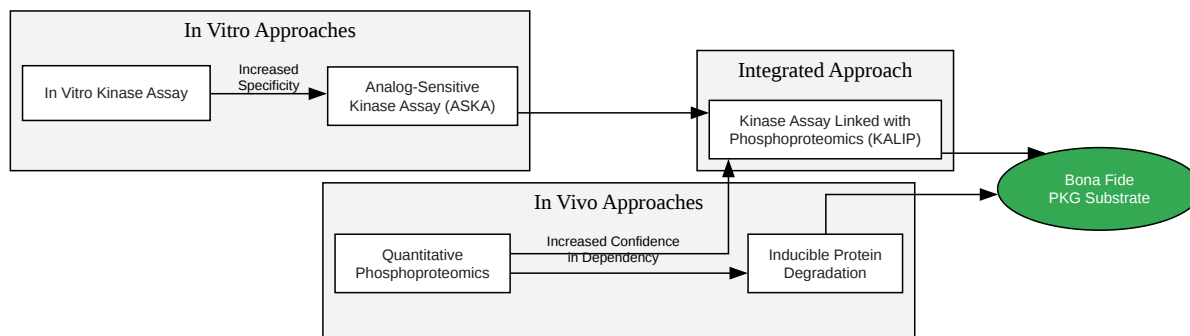 In Vitro Approaches
In Vitro Kinase Assay
Increased
Specificity
Analog-Sensitive
Kinase Assay (ASKA)
Integrated Approach
Kinase Assay Linked with
Phosphoproteomics (KALIP)
Bona Fide
PKG Substrate
In Vivo Approaches
Quantitative
Phosphoproteomics
Increased Confidence
in Dependency
Inducible Protein
Degradation